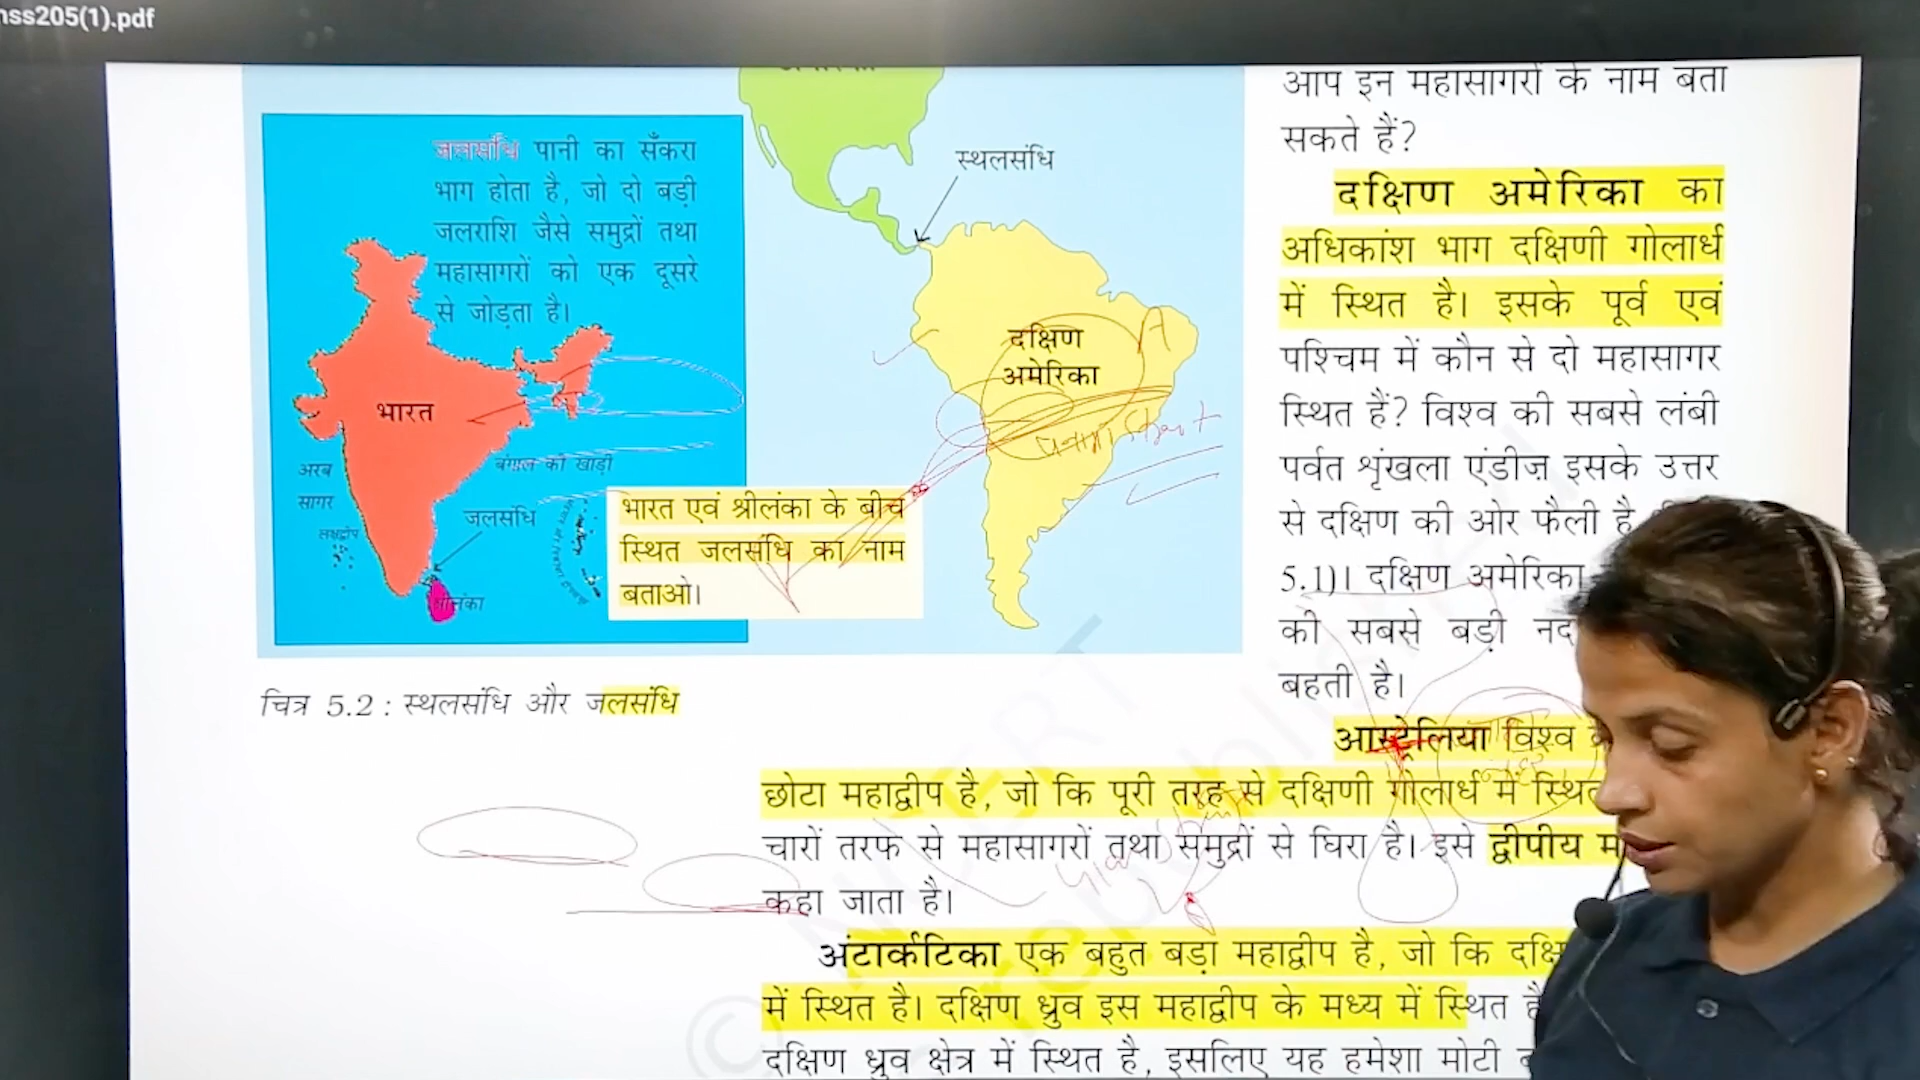 nss205(1).pdf
जलसंधि पानी का सँकरा
भाग होता है, जो दो बड़ी
जलराशि जैसे समुद्रों तथा
महासागरों को एक दूसरे
से जोड़ता है।
भारत
अरब
सागर
लक्षद्वीप
बंगाल की खाड़ी
जलसंधि
श्रीलंका
भारत एवं श्रीलंका के बीच
स्थित जलसंधि का नाम
बताओ।
स्थलसंधि
दक्षिण
अमेरिका
चित्र 5.2 : स्थलसंधि और जलसंधि
आप इन महासागरों के नाम बता
सकते हैं?
दक्षिण अमेरिका का
अधिकांश भाग दक्षिणी गोलार्ध
में स्थित है। इसके पूर्व एवं
पश्चिम में कौन से दो महासागर
स्थित हैं? विश्व की सबसे लंबी
पर्वत शृंखला एंडीज़ इसके उत्तर
से दक्षिण की ओर फैली है
5.1)। दक्षिण अमेरिका
की सबसे बड़ी
बहती है।
आस्ट्रेलिया विश्व
छोटा महाद्वीप है, जो कि पूरी तरह से दक्षिणी गोलार्ध में स्थित
चारों तरफ से महासागरों तथा समुद्रों से घिरा है। इसे द्वीपीय
कहा जाता है।
अंटार्कटिका एक बहुत बड़ा महाद्वीप है, जो कि
में स्थित है। दक्षिण ध्रुव इस महाद्वीप के मध्य में स्थित
दक्षिण ध्रुव क्षेत्र में स्थित है, इसलिए यह हमेशा मोटी